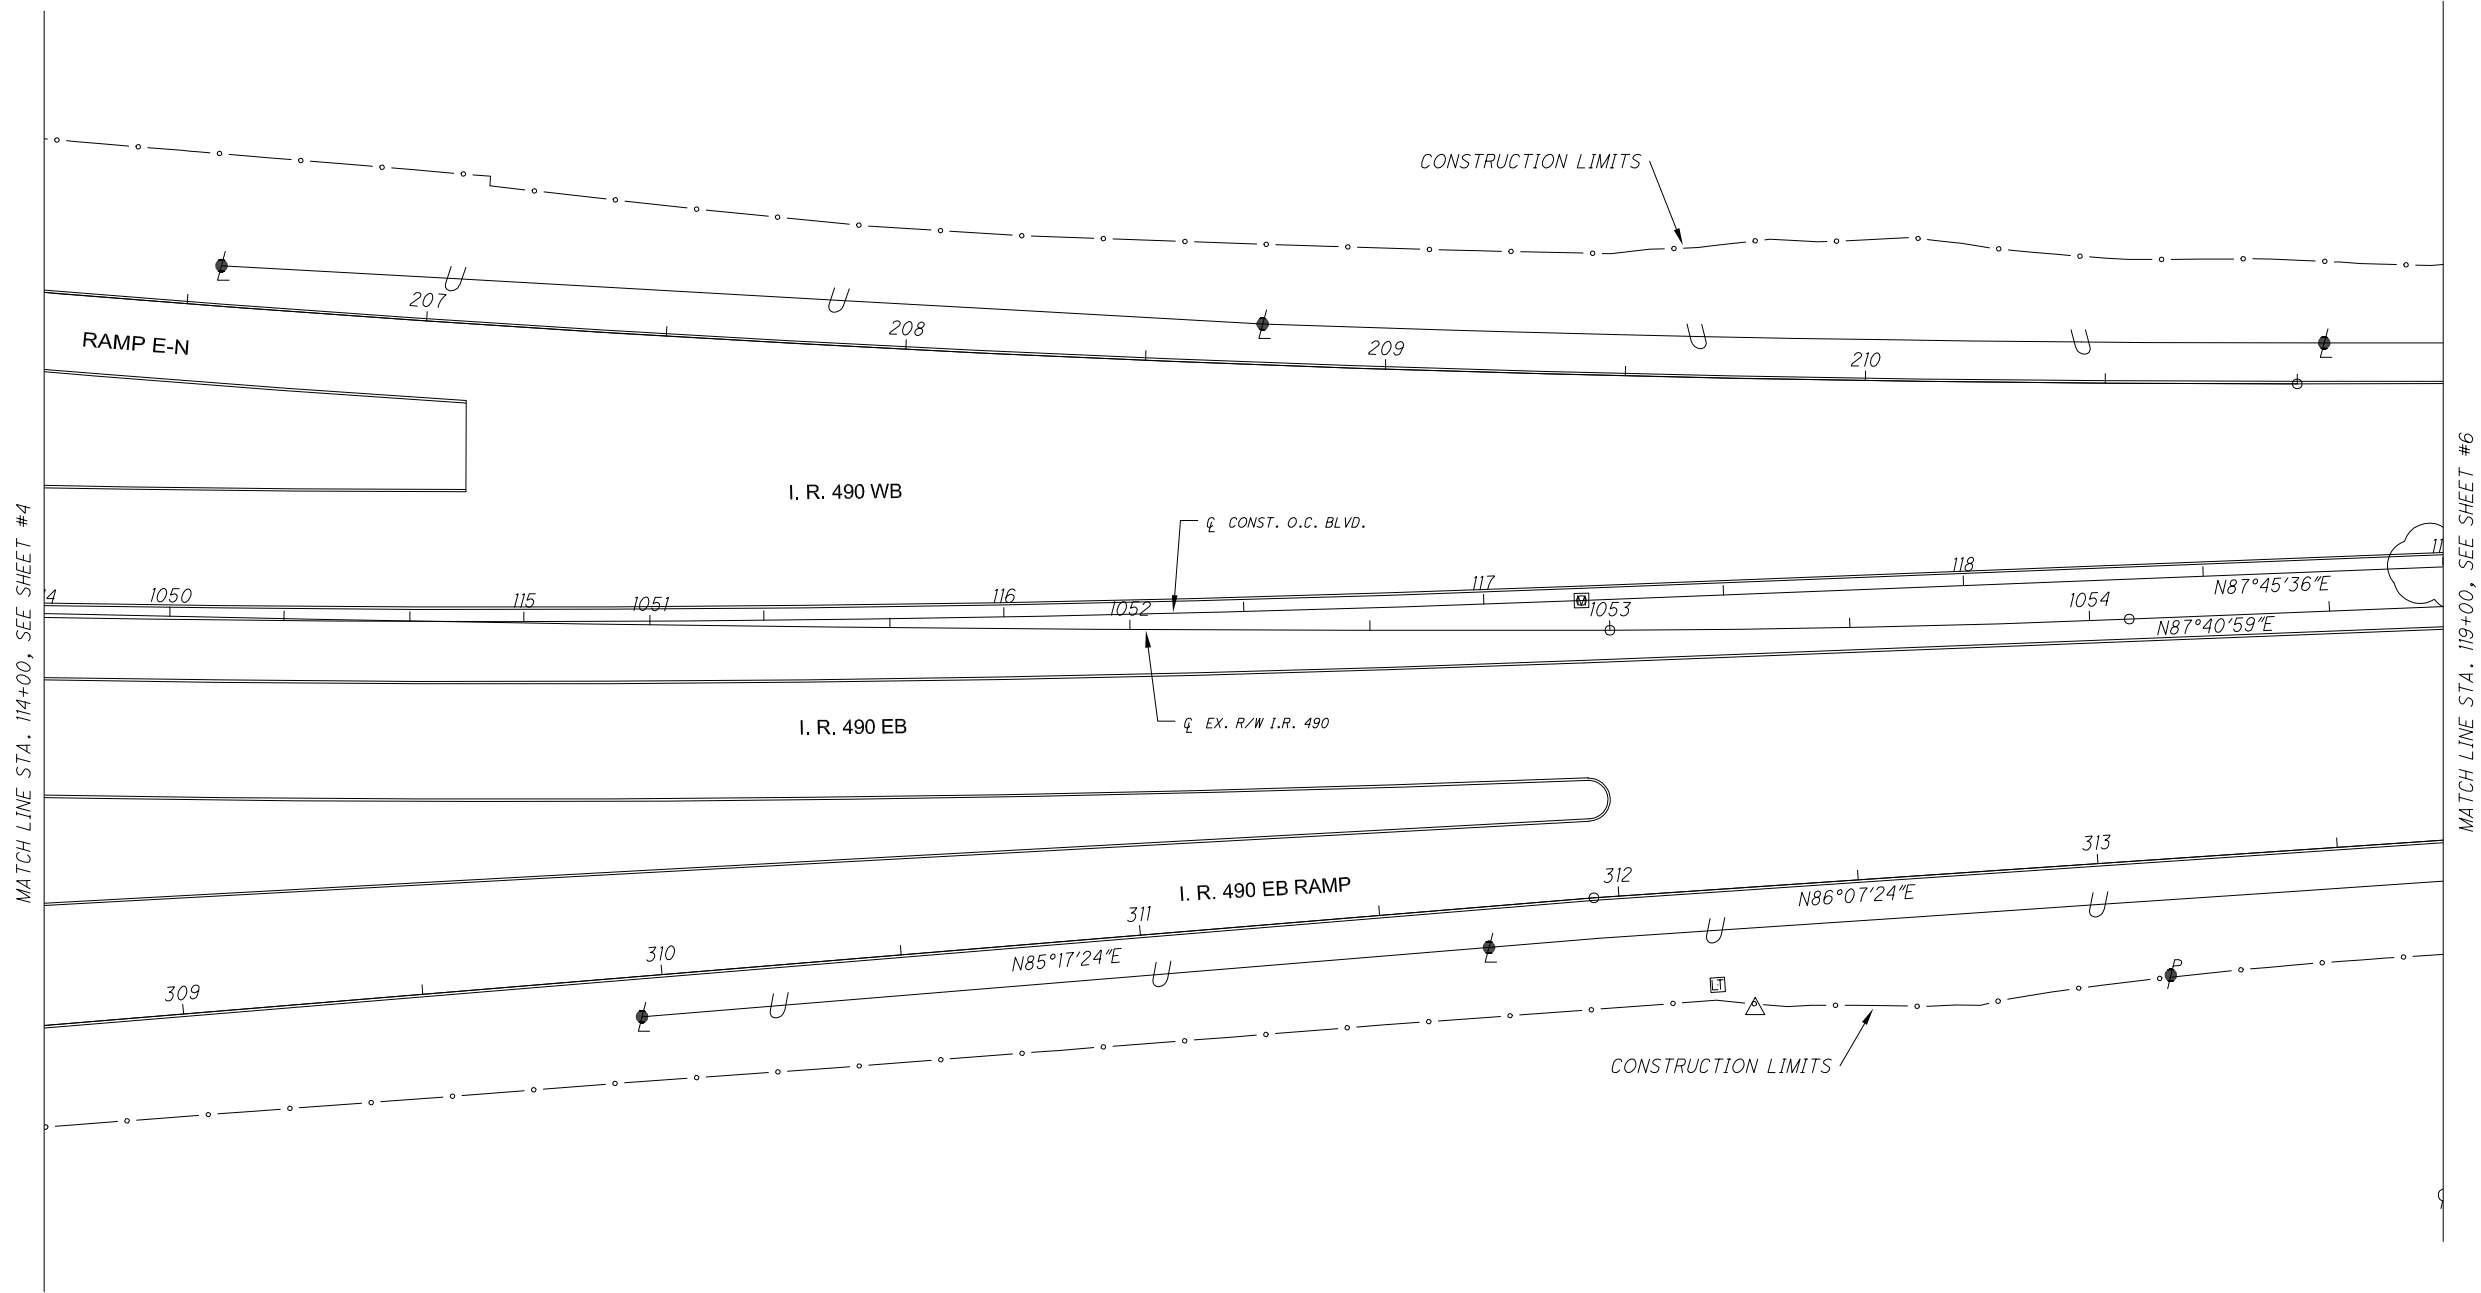 CONSTRUCTION LIMITS
207
208
209
210
RAMP E-N
I. R. 490 WB
℄ CONST. O.C. BLVD.
MATCH LINE STA. 114+00, SEE SHEET #4
MATCH LINE STA. 119+00, SEE SHEET #6
115
116
117
118
N87°45'36"E
1050
1051
1052
1053
1054
N87°40'59"E
M
℄ EX. R/W I.R. 490
I. R. 490 EB
I. R. 490 EB RAMP
309
310
311
312
313
N85°17'24"E
N86°07'24"E
LT
P
U
U
U
U
U
U
U
U
CONSTRUCTION LIMITS